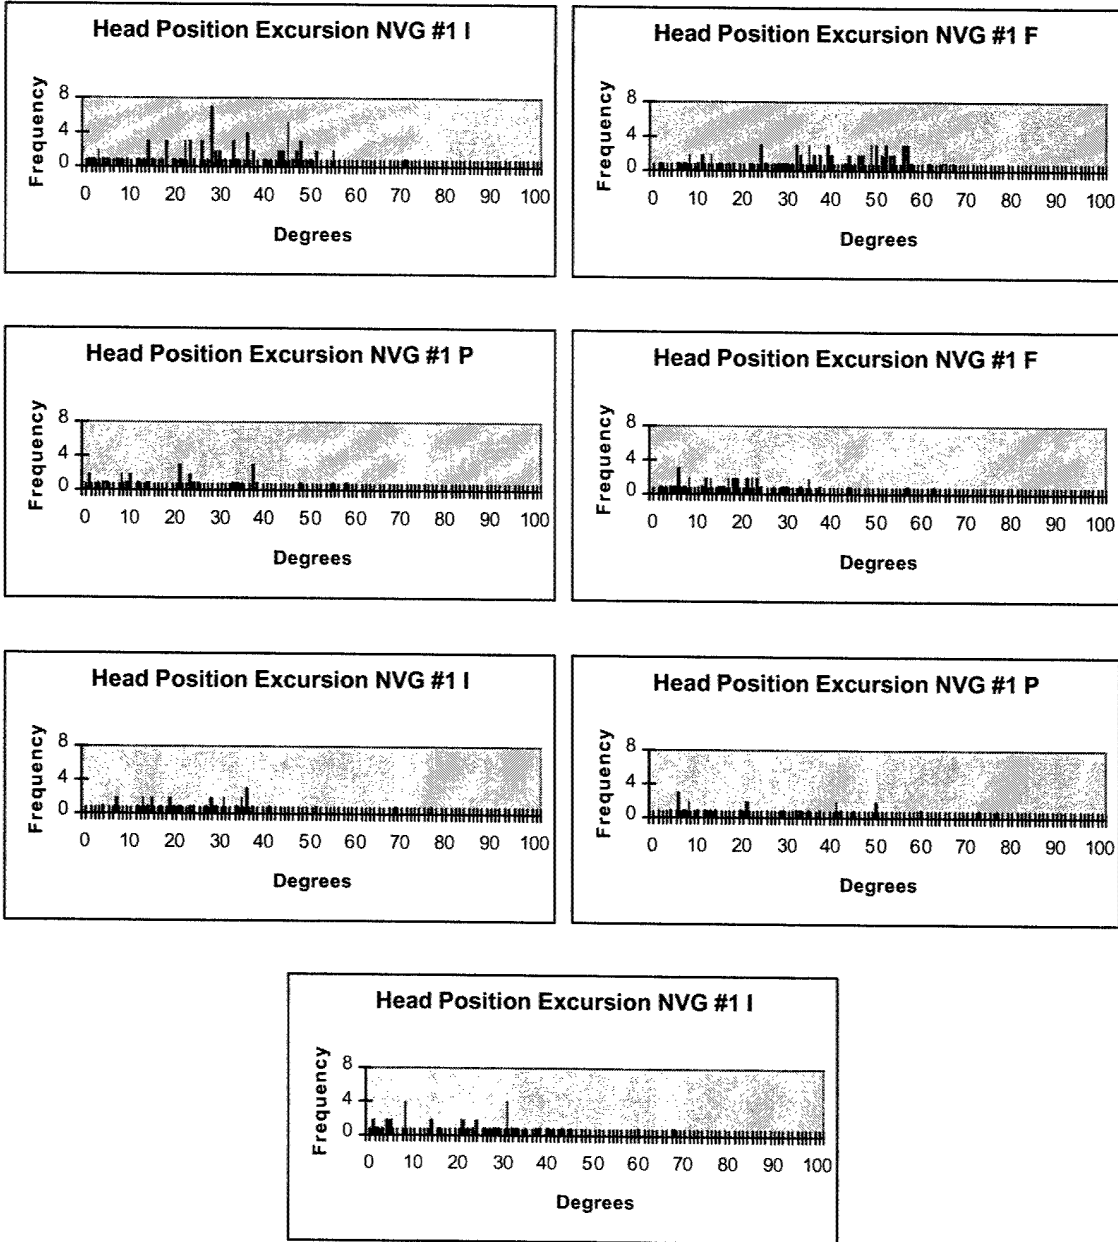 Head Position Excursion NVG #1 I
Frequency
8
4
0
0 10 20 30 40 50 60 70 80 90 100
Degrees
Head Position Excursion NVG #1 F
Frequency
8
4
0
0 10 20 30 40 50 60 70 80 90 100
Degrees
Head Position Excursion NVG #1 P
Frequency
8
4
0
0 10 20 30 40 50 60 70 80 90 100
Degrees
Head Position Excursion NVG #1 F
Frequency
8
4
0
0 10 20 30 40 50 60 70 80 90 100
Degrees
Head Position Excursion NVG #1 I
Frequency
8
4
0
0 10 20 30 40 50 60 70 80 90 100
Degrees
Head Position Excursion NVG #1 P
Frequency
8
4
0
0 10 20 30 40 50 60 70 80 90 100
Degrees
Head Position Excursion NVG #1 I
Frequency
8
4
0
0 10 20 30 40 50 60 70 80 90 100
Degrees